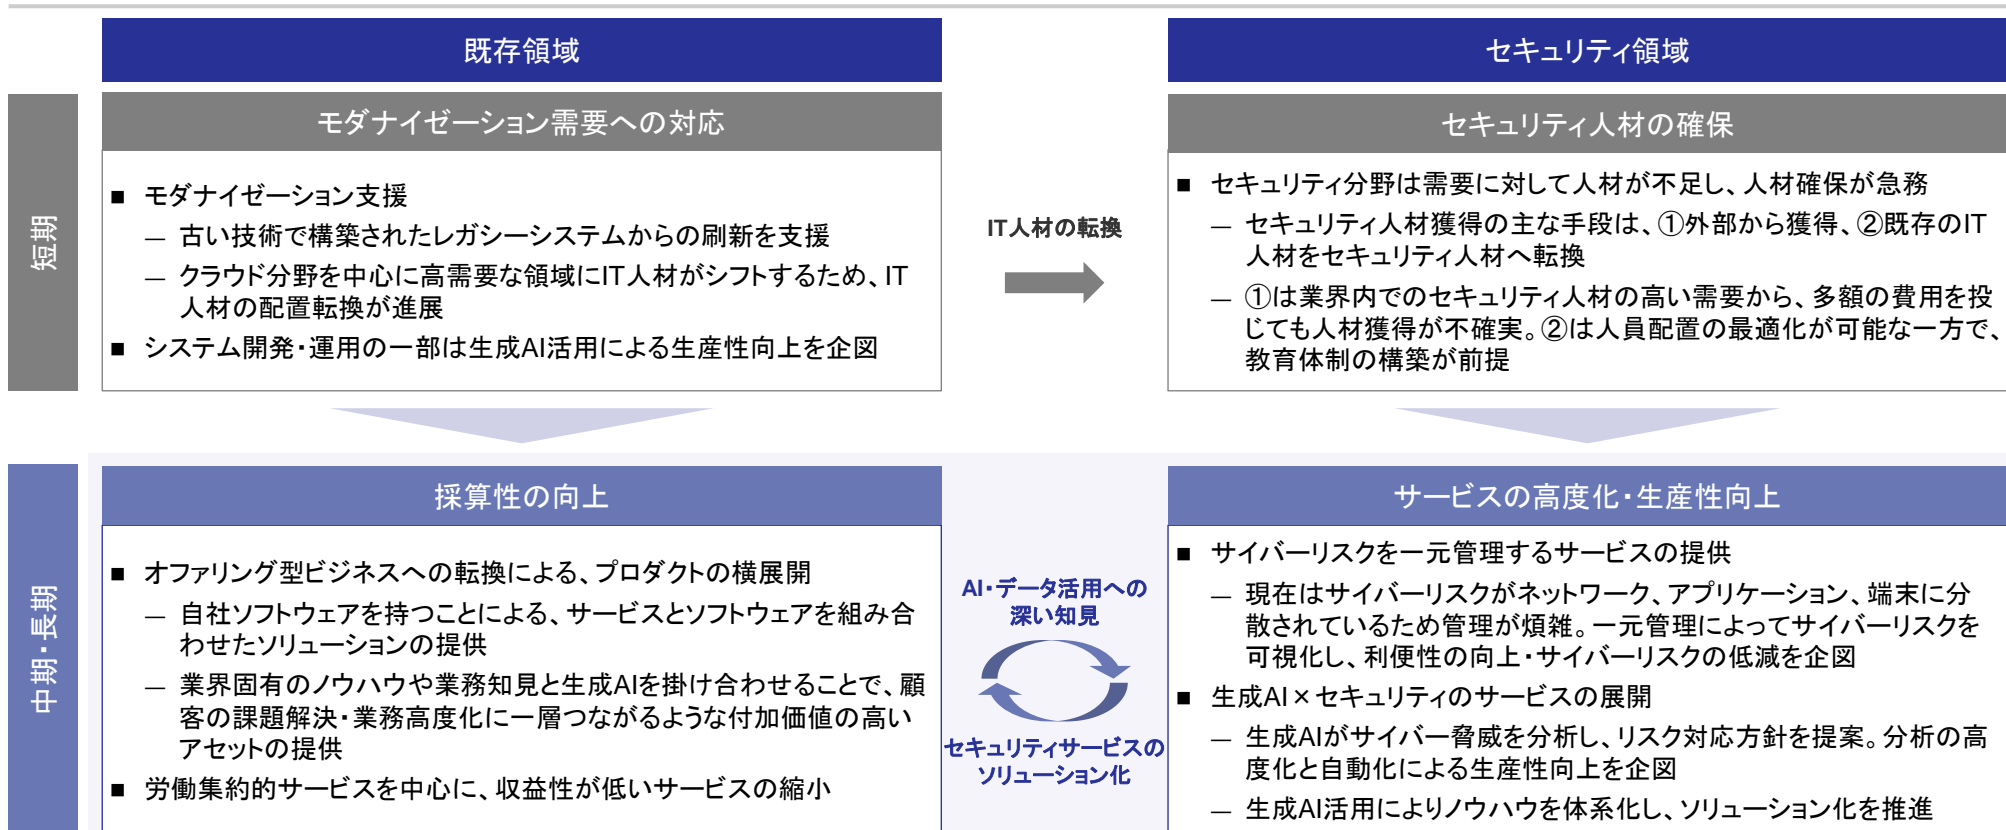 既存領域
セキュリティ領域
短期
モダナイゼーション需要への対応
■ モダナイゼーション支援
― 古い技術で構築されたレガシーシステムからの刷新を支援
― クラウド分野を中心に高需要な領域にIT人材がシフトするため、IT
人材の配置転換が進展
■ システム開発・運用の一部は生成AI活用による生産性向上を企図
IT人材の転換
セキュリティ人材の確保
■ セキュリティ分野は需要に対して人材が不足し、人材確保が急務
― セキュリティ人材獲得の主な手段は、①外部から獲得、②既存のIT
人材をセキュリティ人材へ転換
― ①は業界内でのセキュリティ人材の高い需要から、多額の費用を投
じても人材獲得が不確実。②は人員配置の最適化が可能な一方で、
教育体制の構築が前提
中期・長期
採算性の向上
■ オファリング型ビジネスへの転換による、プロダクトの横展開
― 自社ソフトウェアを持つことによる、サービスとソフトウェアを組み合
わせたソリューションの提供
― 業界固有のノウハウや業務知見と生成AIを掛け合わせることで、顧
客の課題解決・業務高度化に一層つながるような付加価値の高い
アセットの提供
■ 労働集約的サービスを中心に、収益性が低いサービスの縮小
AI・データ活用への
深い知見
セキュリティサービスの
ソリューション化
サービスの高度化・生産性向上
■ サイバーリスクを一元管理するサービスの提供
― 現在はサイバーリスクがネットワーク、アプリケーション、端末に分
散されているため管理が煩雑。一元管理によってサイバーリスクを
可視化し、利便性の向上・サイバーリスクの低減を企図
■ 生成AI×セキュリティのサービスの展開
― 生成AIがサイバー脅威を分析し、リスク対応方針を提案。分析の高
度化と自動化による生産性向上を企図
― 生成AI活用によりノウハウを体系化し、ソリューション化を推進